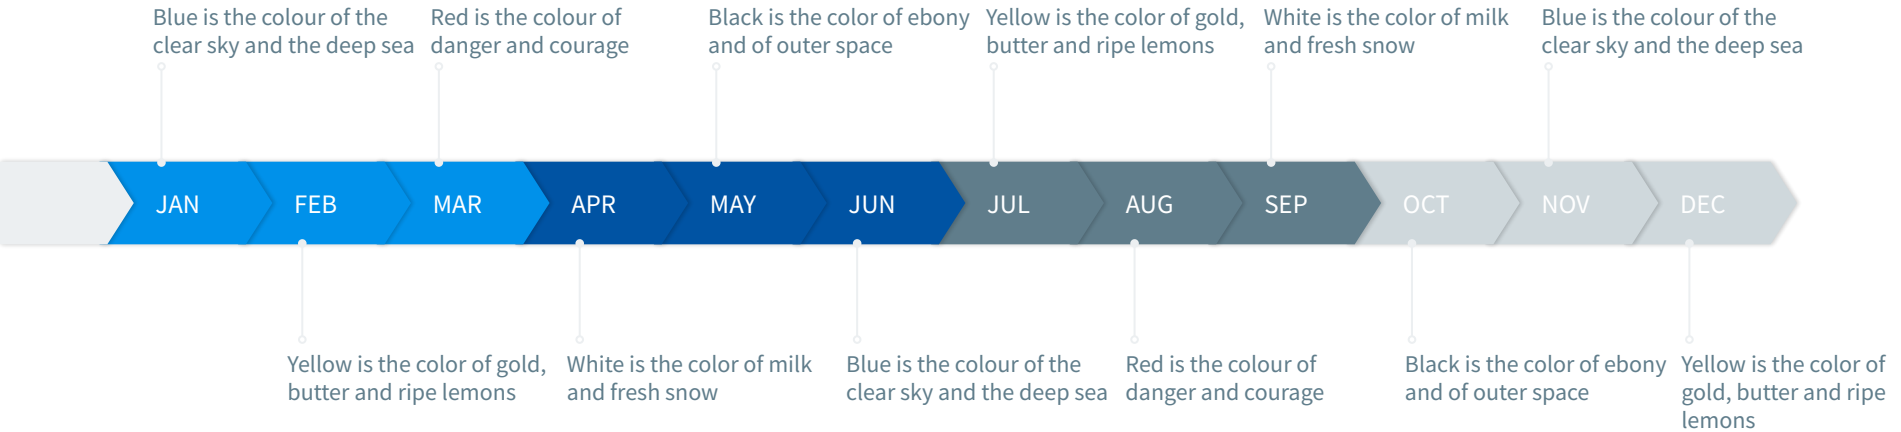 Blue is the colour of the
clear sky and the deep sea
Red is the colour of
danger and courage
Black is the color of ebony
and of outer space
Yellow is the color of gold,
butter and ripe lemons
White is the color of milk
and fresh snow
Blue is the colour of the
clear sky and the deep sea
JAN
FEB
MAR
APR
MAY
JUN
JUL
AUG
SEP
OCT
NOV
DEC
Yellow is the color of gold,
butter and ripe lemons
White is the color of milk
and fresh snow
Blue is the colour of the
clear sky and the deep sea
Red is the colour of
danger and courage
Black is the color of ebony
and of outer space
Yellow is the color of
gold, butter and ripe
lemons